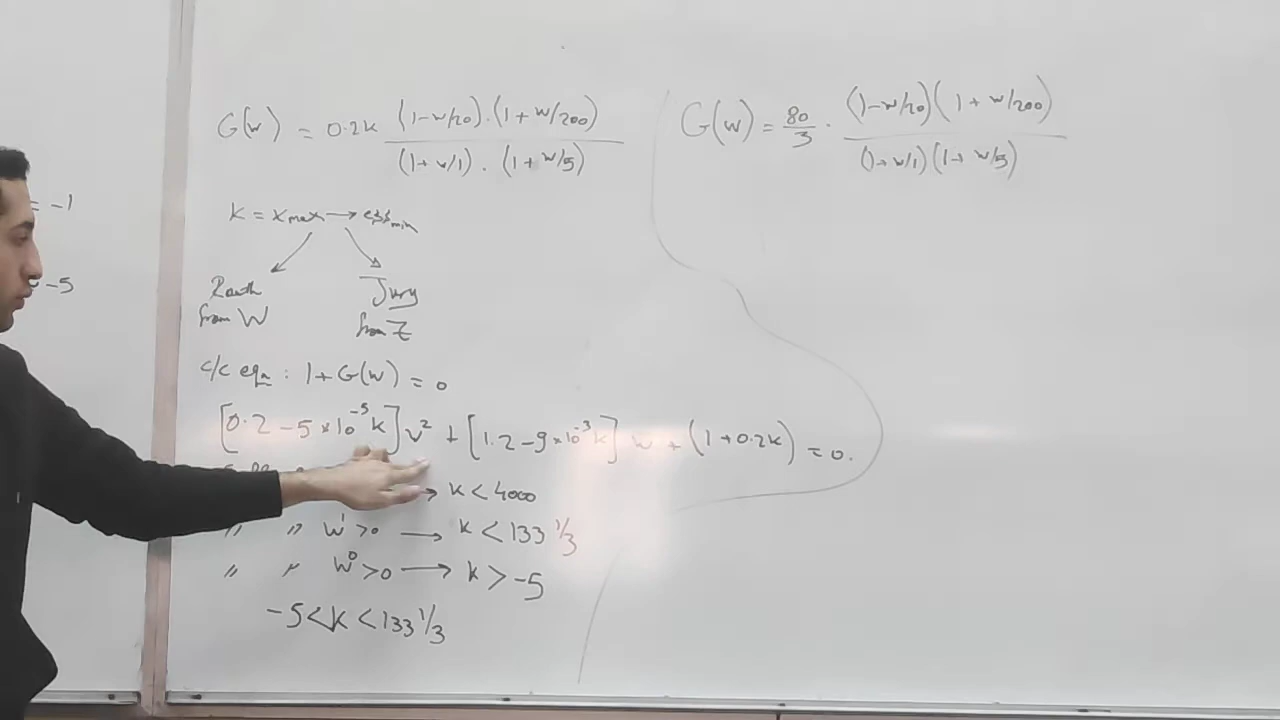 = -1
-5
G(w) = 0.2k (1-w/20).(1+w/200) / (1+w/1).(1+w/5)
k = kmax → essmin
Routh from W
Jury from Z
c/c eqn : 1+G(w) = 0
[0.2 - 5×10^-5 k] w^2 + [1.2 - 9×10^-3 k] w + (1+0.2k) = 0.
→ k < 4000
" " w^1 >0 → k < 133 1/3
" " w^0 >0 → k > -5
-5 < k < 133 1/3
G(w) = 80/3 . (1-w/20)(1+w/200) / (1+w/1)(1+w/5)